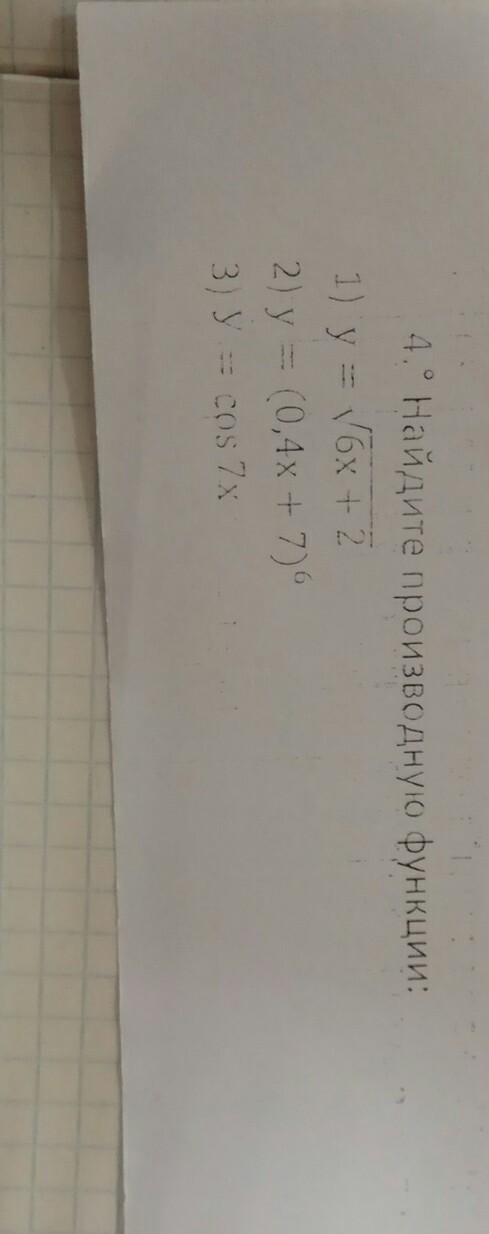 4.° Найдите производную функции:
1) y = √6x + 2
2) y = (0,4x + 7)⁶
3) y = cos 7x